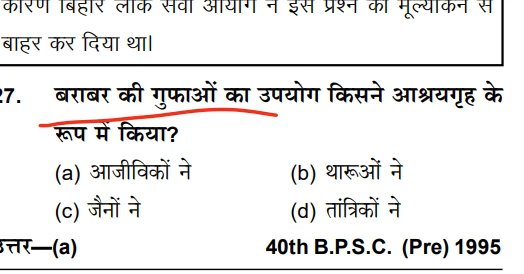 कारण बिहार लोक सेवा आयोग ने इस प्रश्न को मूल्यांकन से
बाहर कर दिया था।
27. बराबर की गुफाओं का उपयोग किसने आश्रयगृह के
रूप में किया?
(a) आजीविकों ने (b) थारूओं ने
(c) जैनों ने (d) तांत्रिकों ने
उत्तर—(a) 40th B.P.S.C. (Pre) 1995